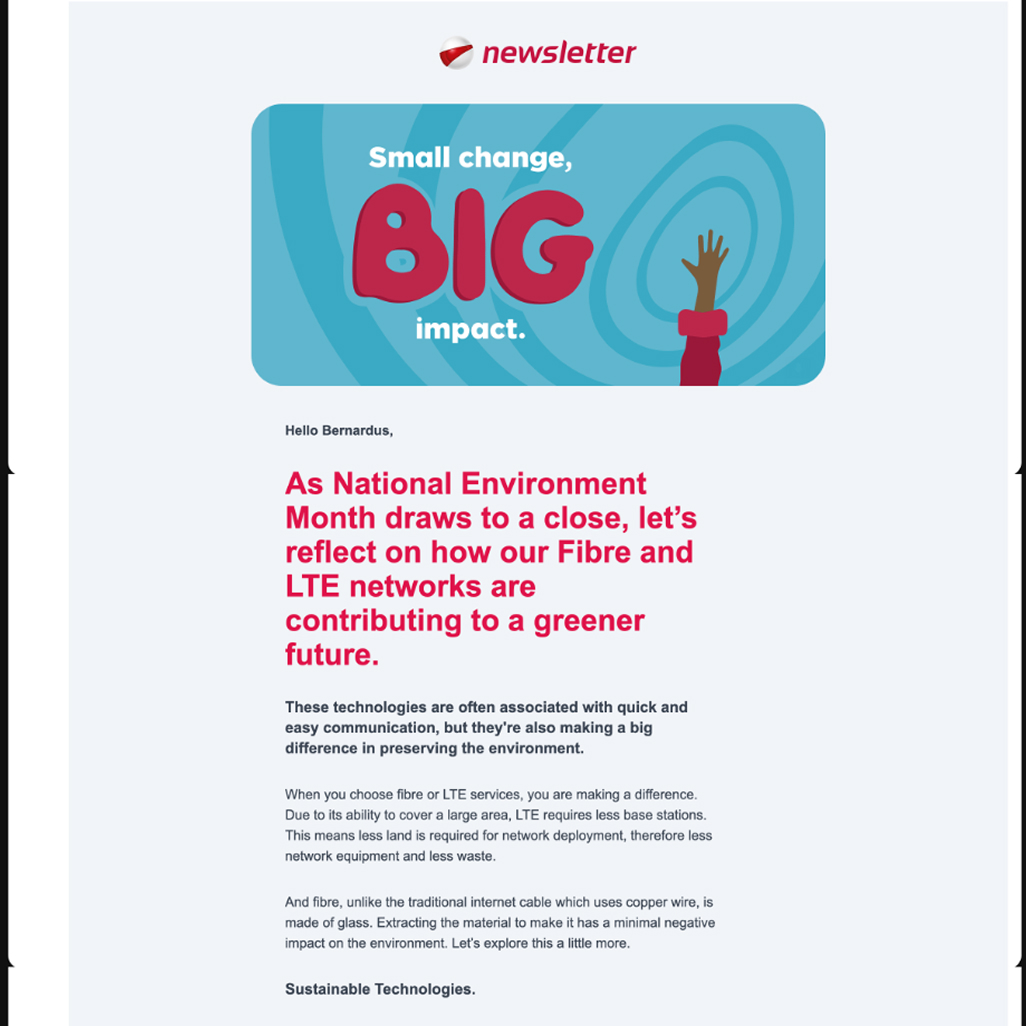 newsletter
Small change,
BIG
impact.
Hello Bernardus,
As National Environment
Month draws to a close, let’s
reflect on how our Fibre and
LTE networks are
contributing to a greener
future.
These technologies are often associated with quick and
easy communication, but they're also making a big
difference in preserving the environment.
When you choose fibre or LTE services, you are making a difference.
Due to its ability to cover a large area, LTE requires less base stations.
This means less land is required for network deployment, therefore less
network equipment and less waste.
And fibre, unlike the traditional internet cable which uses copper wire, is
made of glass. Extracting the material to make it has a minimal negative
impact on the environment. Let's explore this a little more.
Sustainable Technologies.